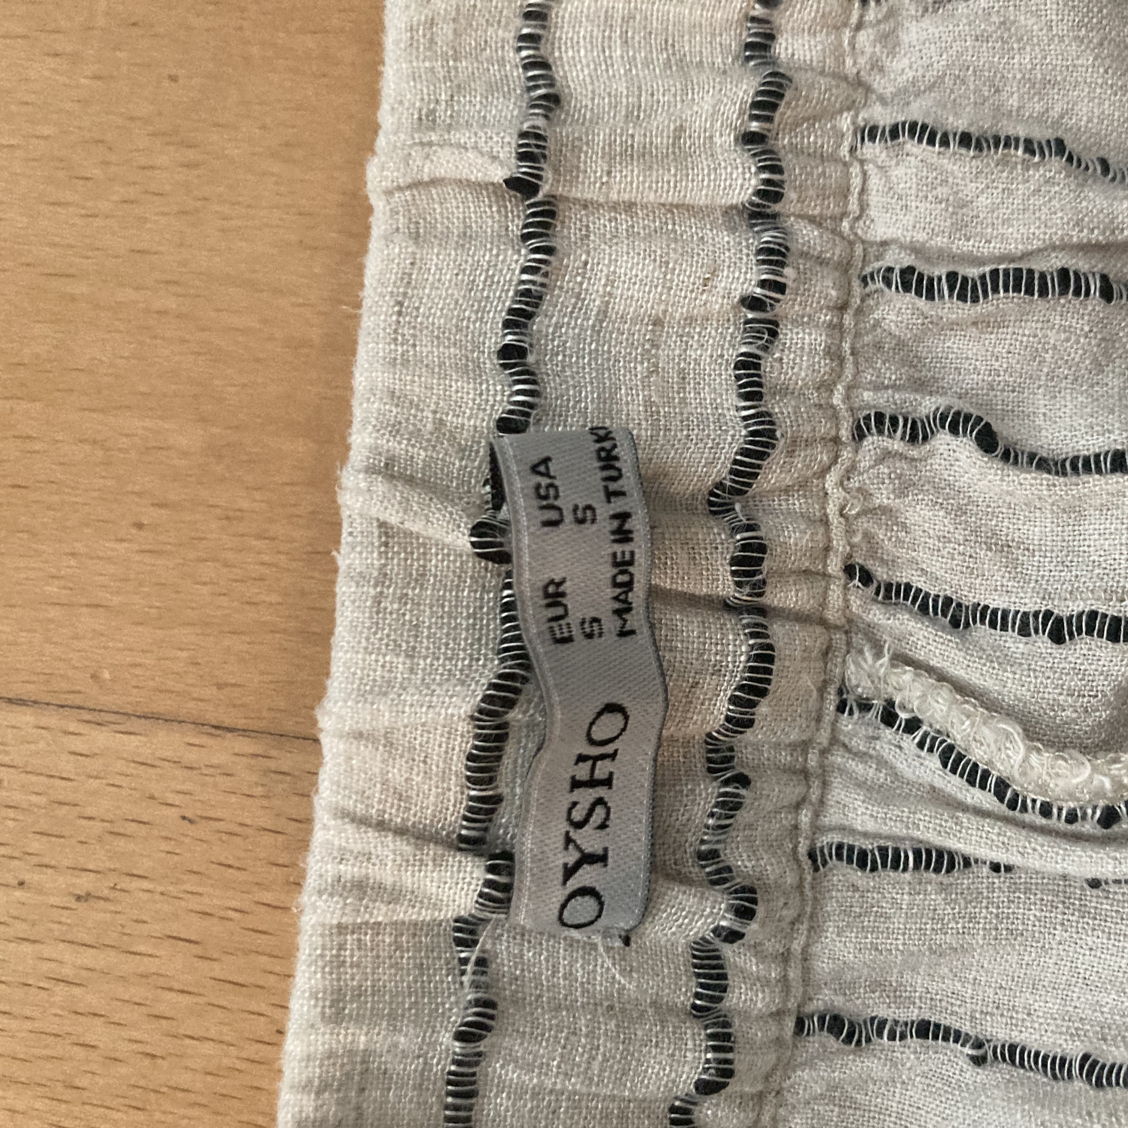 OYSHO
EUR USA
S S
MADE IN TURK